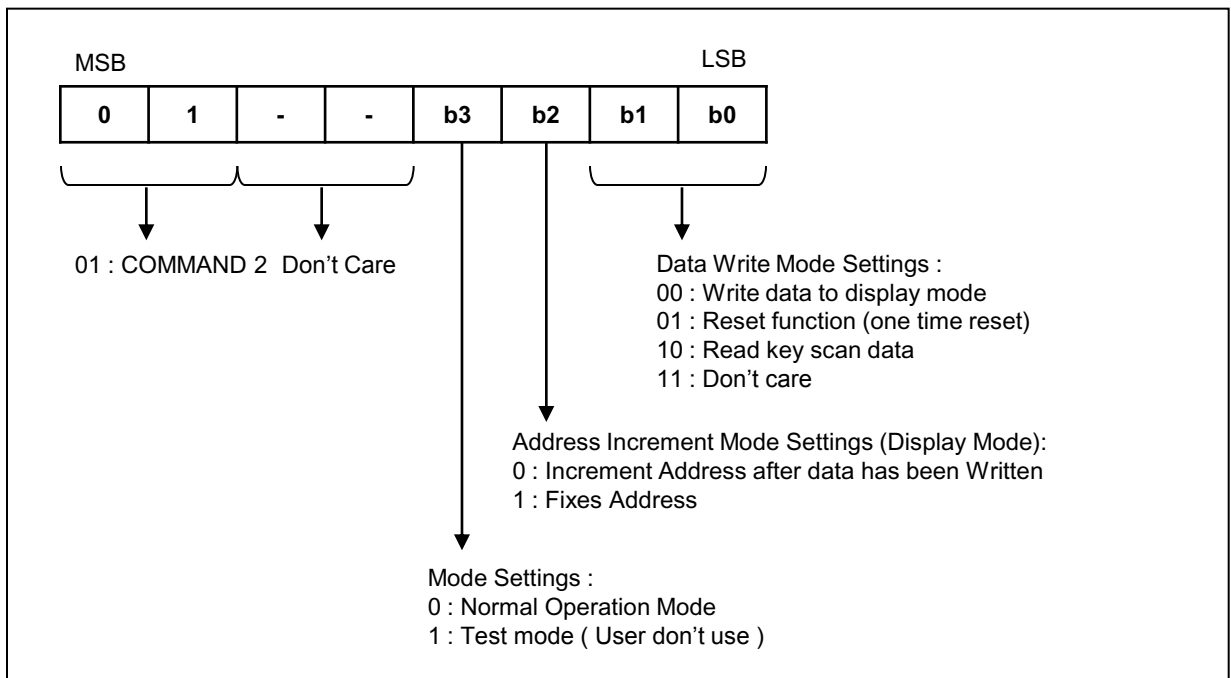 MSB LSB
0 1 - - b3 b2 b1 b0
01 : COMMAND 2 Don't Care
Data Write Mode Settings :
00 : Write data to display mode
01 : Reset function (one time reset)
10 : Read key scan data
11 : Don't care
Address Increment Mode Settings (Display Mode):
0 : Increment Address after data has been Written
1 : Fixes Address
Mode Settings :
0 : Normal Operation Mode
1 : Test mode ( User don't use )